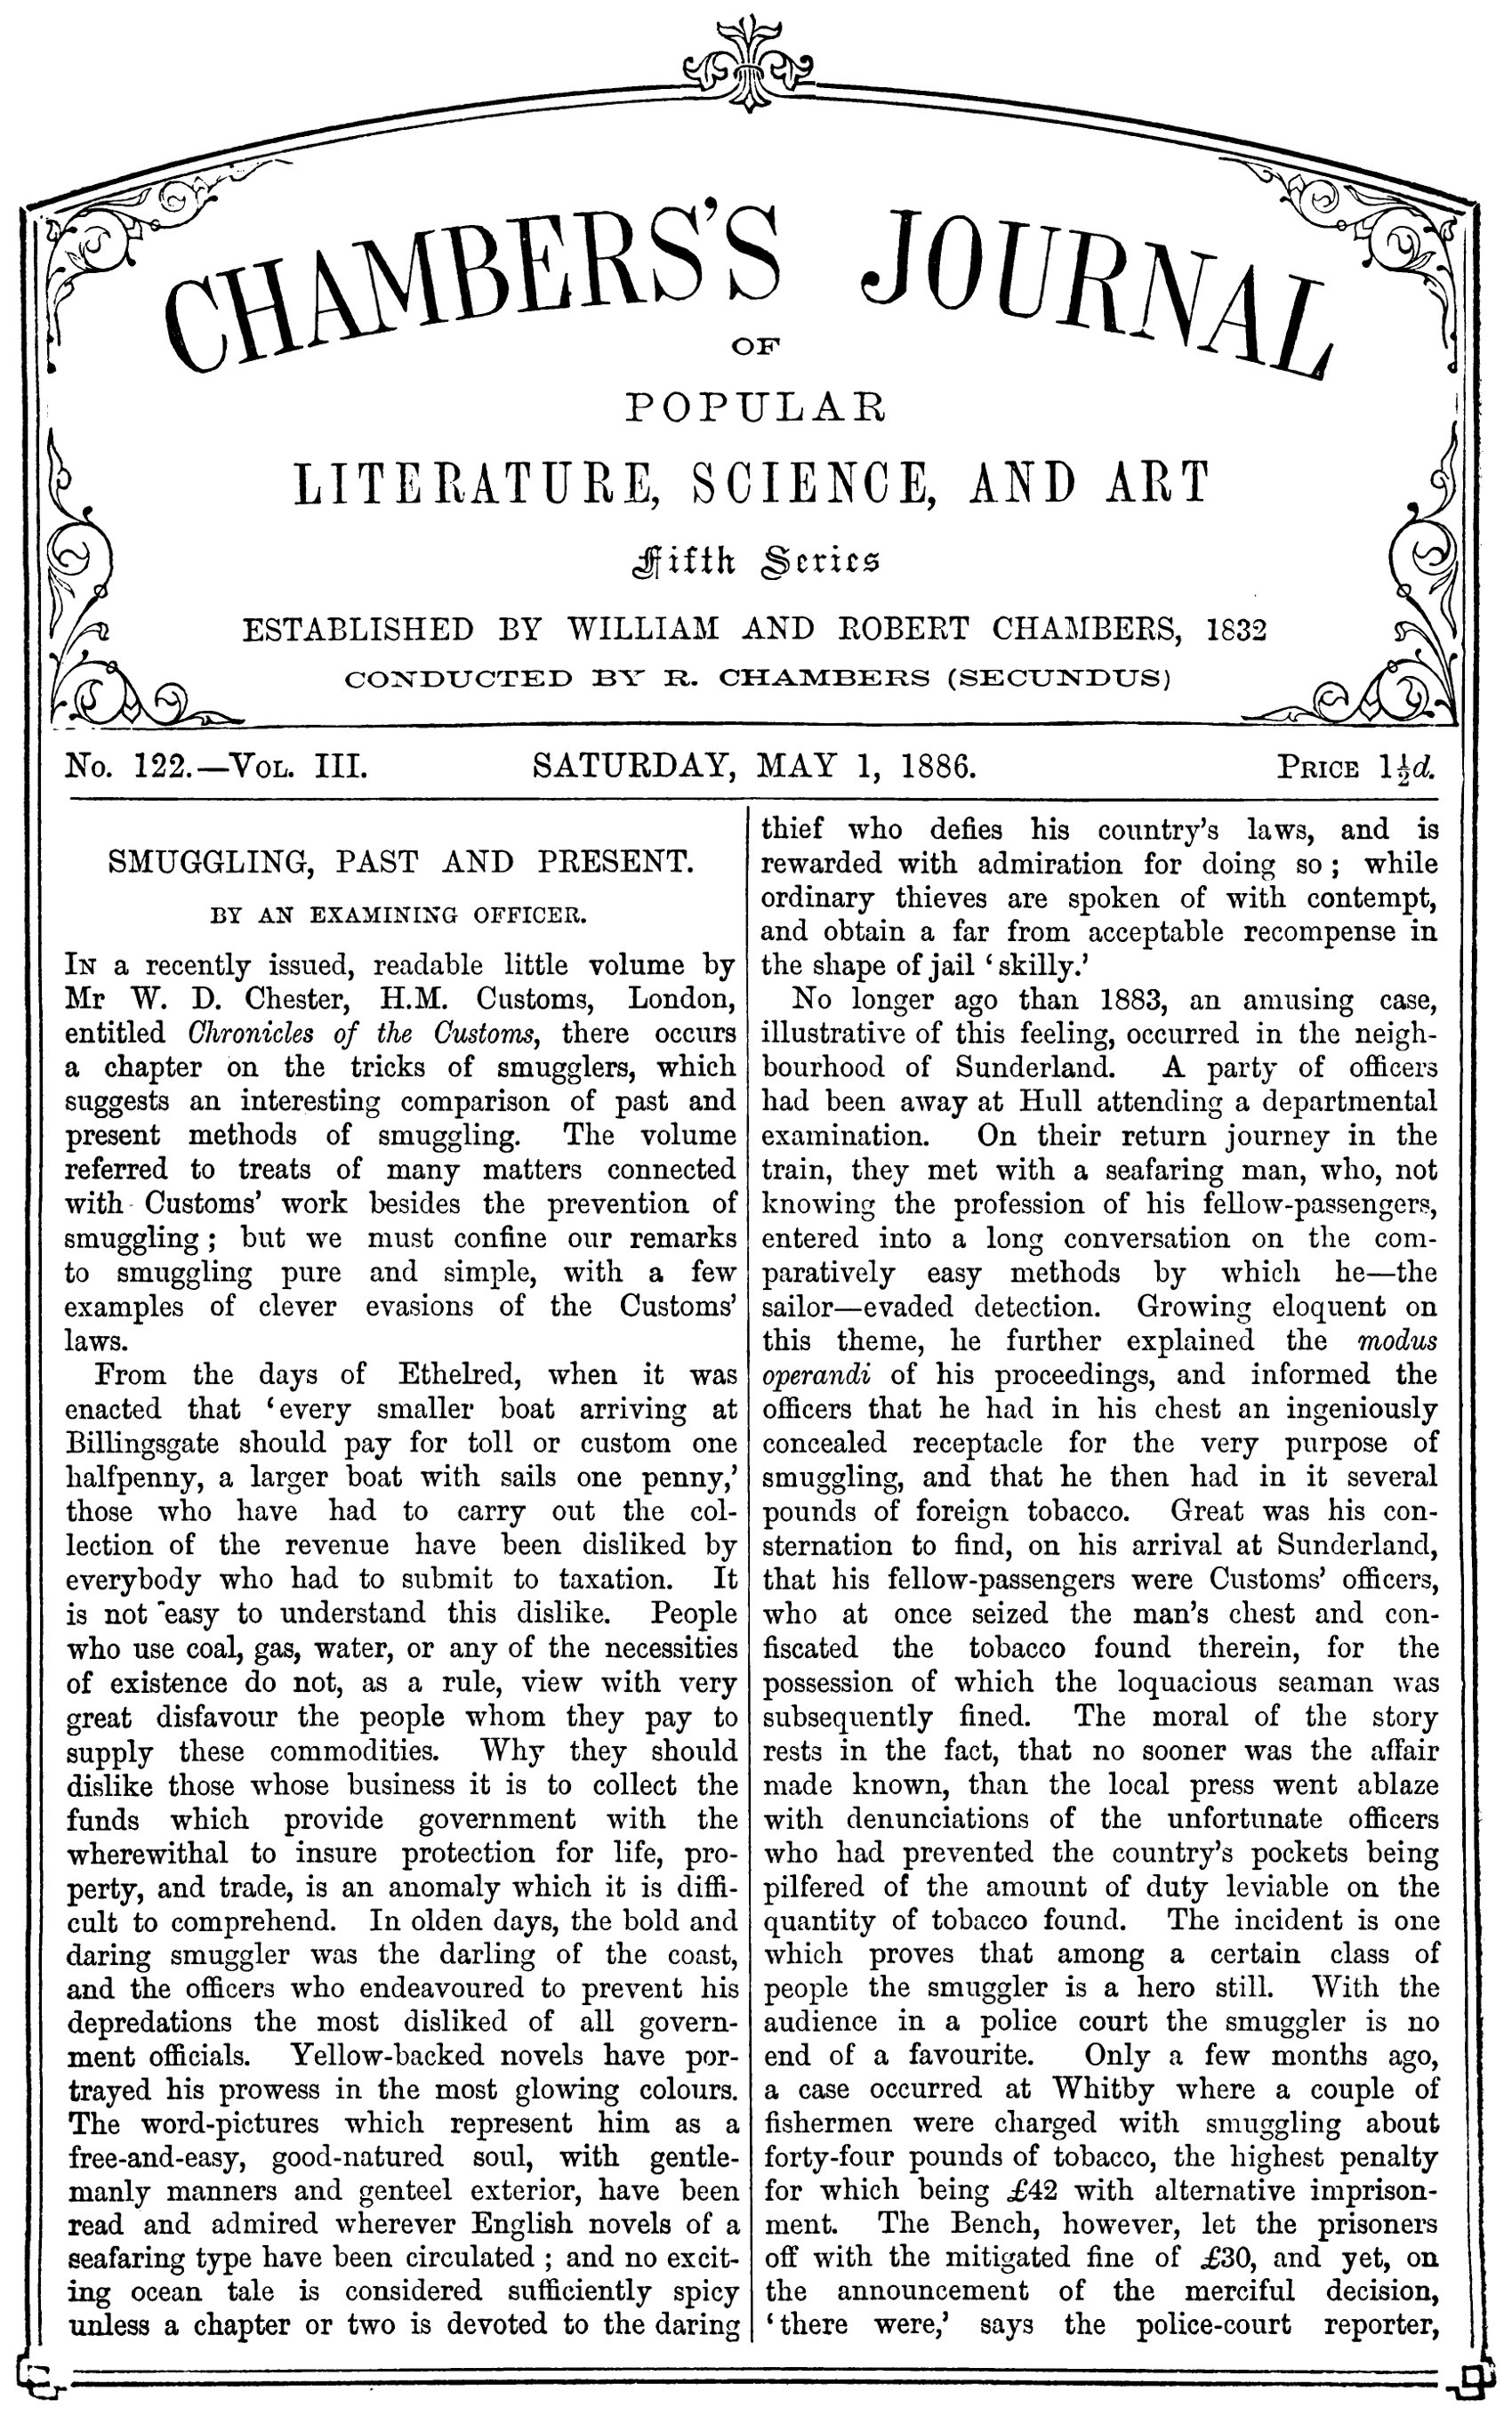 CHAMBERS'S JOURNAL
OF
POPULAR
LITERATURE, SCIENCE, AND ART
Fifth Series
ESTABLISHED BY WILLIAM AND ROBERT CHAMBERS, 1832
CONDUCTED BY R. CHAMBERS (SECUNDUS)
No. 122.—VOL. III.
SATURDAY, MAY 1, 1886.
PRICE 1½d.
SMUGGLING, PAST AND PRESENT.
BY AN EXAMINING OFFICER.
IN a recently issued, readable little volume by
Mr W. D. Chester, H.M. Customs, London,
entitled Chronicles of the Customs, there occurs
a chapter on the tricks of smugglers, which
suggests an interesting comparison of past and
present methods of smuggling. The volume
referred to treats of many matters connected
with Customs' work besides the prevention of
smuggling; but we must confine our remarks
to smuggling pure and simple, with a few
examples of clever evasions of the Customs'
laws.
From the days of Ethelred, when it was
enacted that 'every smaller boat arriving at
Billingsgate should pay for toll or custom one
halfpenny, a larger boat with sails one penny,'
those who have had to carry out the col-
lection of the revenue have been disliked by
everybody who had to submit to taxation. It
is not easy to understand this dislike. People
who use coal, gas, water, or any of the necessities
of existence do not, as a rule, view with very
great disfavour the people whom they pay to
supply these commodities. Why they should
dislike those whose business it is to collect the
funds which provide government with the
wherewithal to insure protection for life, pro-
perty, and trade, is an anomaly which it is diffi-
cult to comprehend. In olden days, the bold and
daring smuggler was the darling of the coast,
and the officers who endeavoured to prevent his
depredations the most disliked of all govern-
ment officials. Yellow-backed novels have por-
trayed his prowess in the most glowing colours.
The word-pictures which represent him as a
free-and-easy, good-natured soul, with gentle-
manly manners and genteel exterior, have been
read and admired wherever English novels of a
seafaring type have been circulated; and no excit-
ing ocean tale is considered sufficiently spicy
unless a chapter or two is devoted to the daring
thief who defies his country's laws, and is
rewarded with admiration for doing so; while
ordinary thieves are spoken of with contempt,
and obtain a far from acceptable recompense in
the shape of jail 'skilly.'
No longer ago than 1883, an amusing case,
illustrative of this feeling, occurred in the neigh-
bourhood of Sunderland. A party of officers
had been away at Hull attending a departmental
examination. On their return journey in the
train, they met with a seafaring man, who, not
knowing the profession of his fellow-passengers,
entered into a long conversation on the com-
paratively easy methods by which he—the
sailor—evaded detection. Growing eloquent on
this theme, he further explained the modus
operandi of his proceedings, and informed the
officers that he had in his chest an ingeniously
concealed receptacle for the very purpose of
smuggling, and that he then had in it several
pounds of foreign tobacco. Great was his con-
sternation to find, on his arrival at Sunderland,
that his fellow-passengers were Customs' officers,
who at once seized the man's chest and con-
fiscated the tobacco found therein, for the
possession of which the loquacious seaman was
subsequently fined. The moral of the story
rests in the fact, that no sooner was the affair
made known, than the local press went ablaze
with denunciations of the unfortunate officers
who had prevented the country's pockets being
pilfered of the amount of duty leviable on the
quantity of tobacco found. The incident is one
which proves that among a certain class of
people the smuggler is a hero still. With the
audience in a police court the smuggler is no
end of a favourite. Only a few months ago,
a case occurred at Whitby where a couple of
fishermen were charged with smuggling about
forty-four pounds of tobacco, the highest penalty
for which being £42 with alternative imprison-
ment. The Bench, however, let the prisoners
off with the mitigated fine of £30, and yet, on
the announcement of the merciful decision,
'there were,' says the police-court reporter,